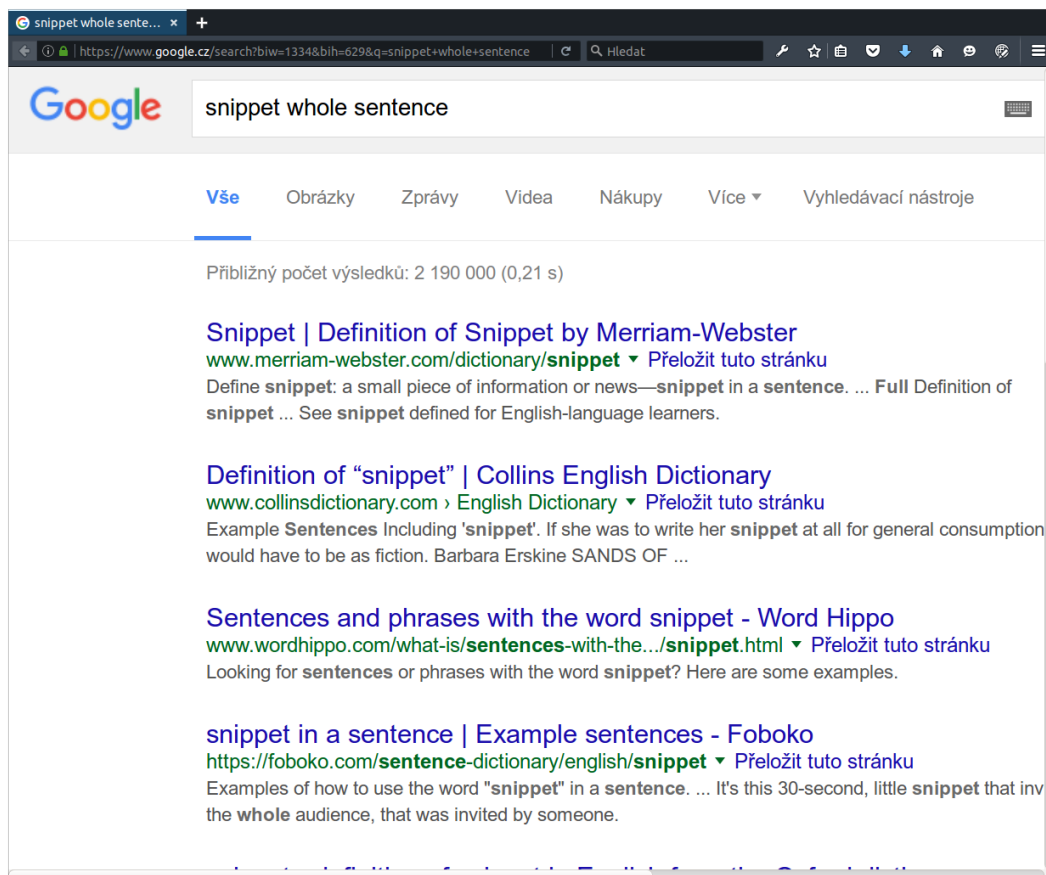 snippet whole sente... × +
https://www.google.cz/search?biw=1334&bih=629&q=snippet+whole+sentence Hledat
Google snippet whole sentence
Vše Obrázky Zprávy Videa Nákupy Více Vyhledávací nástroje
Přibližný počet výsledků: 2 190 000 (0,21 s)
Snippet | Definition of Snippet by Merriam-Webster
www.merriam-webster.com/dictionary/snippet Přeložit tuto stránku
Define snippet: a small piece of information or news—snippet in a sentence. ... Full Definition of
snippet ... See snippet defined for English-language learners.
Definition of “snippet” | Collins English Dictionary
www.collinsdictionary.com › English Dictionary Přeložit tuto stránku
Example Sentences Including 'snippet'. If she was to write her snippet at all for general consumption
would have to be as fiction. Barbara Erskine SANDS OF ...
Sentences and phrases with the word snippet - Word Hippo
www.wordhippo.com/what-is/sentences-with-the.../snippet.html Přeložit tuto stránku
Looking for sentences or phrases with the word snippet? Here are some examples.
snippet in a sentence | Example sentences - Foboko
https://foboko.com/sentence-dictionary/english/snippet Přeložit tuto stránku
Examples of how to use the word "snippet" in a sentence. ... It's this 30-second, little snippet that inv
the whole audience, that was invited by someone.